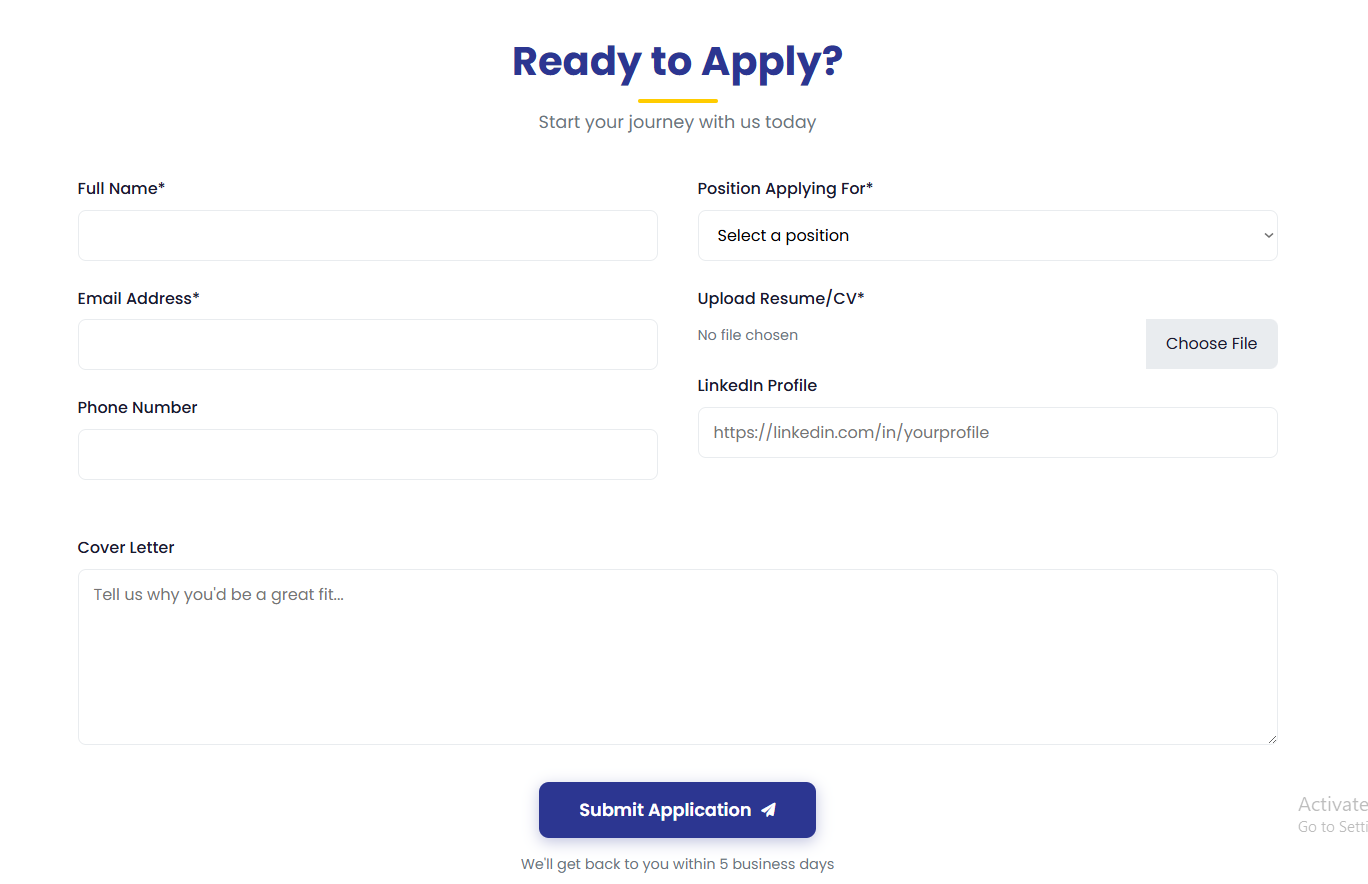 Ready to Apply?
Start your journey with us today
Full Name*
Position Applying For*
Select a position
Email Address*
Upload Resume/CV*
No file chosen
Choose File
Phone Number
LinkedIn Profile
https://linkedin.com/in/yourprofile
Cover Letter
Tell us why you'd be a great fit...
Submit Application
We'll get back to you within 5 business days
Activate
Go to Setti